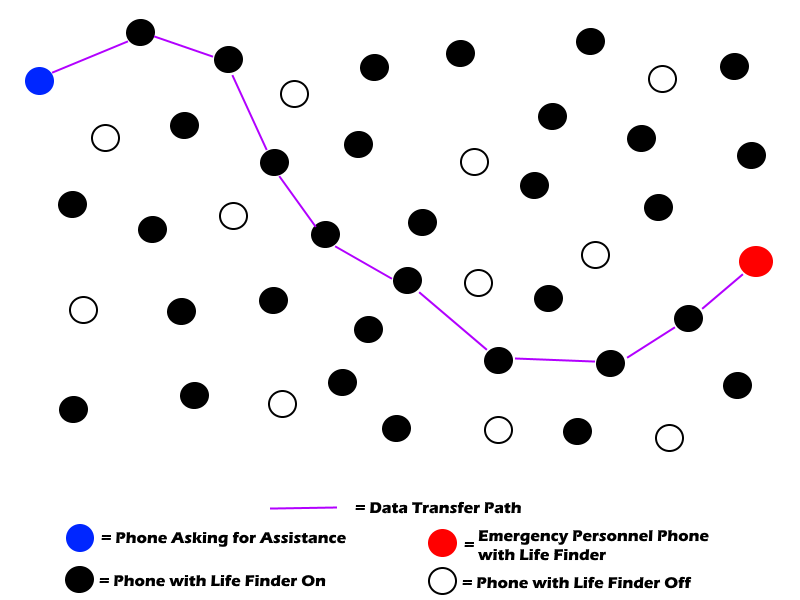 = Data Transfer Path
= Phone Asking for Assistance
= Emergency Personnel Phone
with Life Finder
= Phone with Life Finder On
= Phone with Life Finder Off